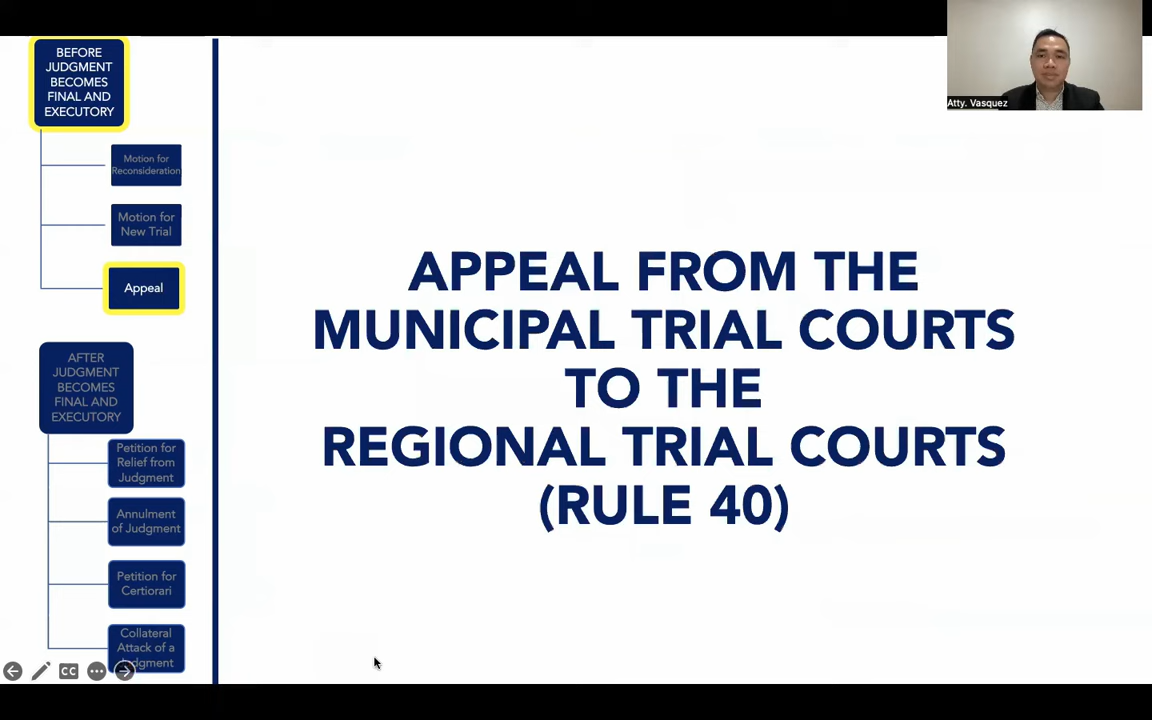 BEFORE
JUDGMENT
BECOMES
FINAL AND
EXECUTORY
Motion for
Reconsideration
Motion for
New Trial
Appeal
AFTER
JUDGMENT
BECOMES
FINAL AND
EXECUTORY
Petition for
Relief from
Judgment
Annulment
of Judgment
Petition for
Certiorari
Collateral
Attack of a
Judgment
APPEAL FROM THE
MUNICIPAL TRIAL COURTS
TO THE
REGIONAL TRIAL COURTS
(RULE 40)
Atty. Vasquez
CC